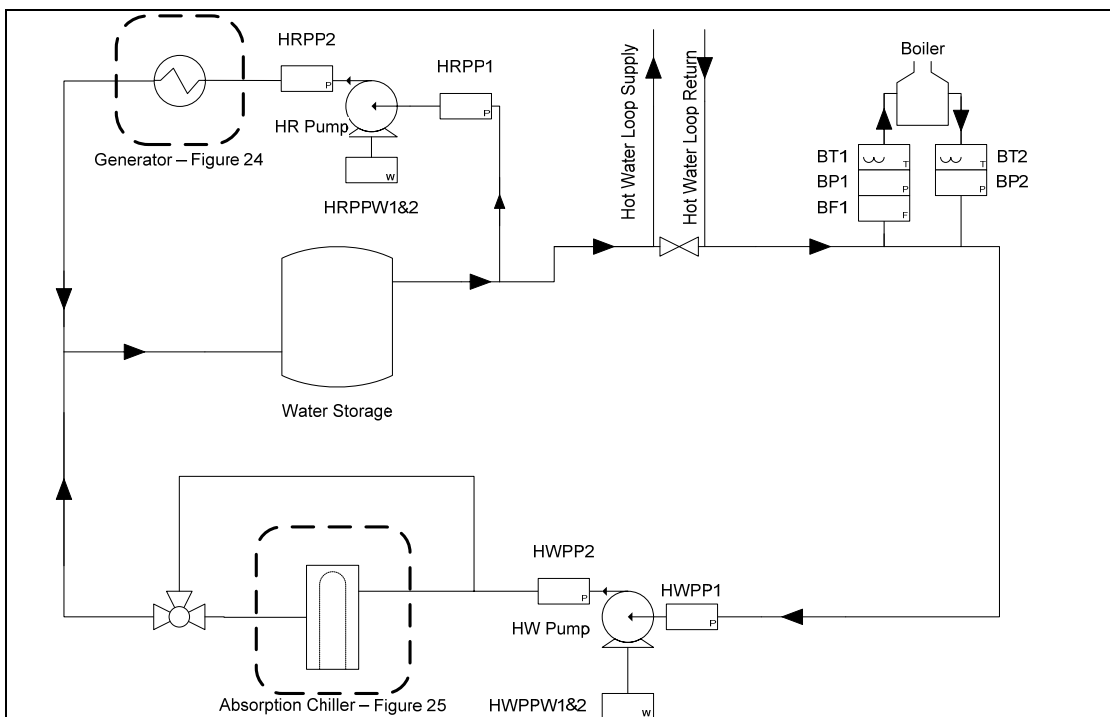 HRPP2
HRPP1
P
P
HR Pump
Generator – Figure 24
W
HRPPW1&2
Hot Water Loop Supply
Hot Water Loop Return
Boiler
BT1
T
BP1
P
BF1
F
T
BT2
P
BP2
Water Storage
HWPP2
HWPP1
P
P
HW Pump
Absorption Chiller – Figure 25
HWPPW1&2
W